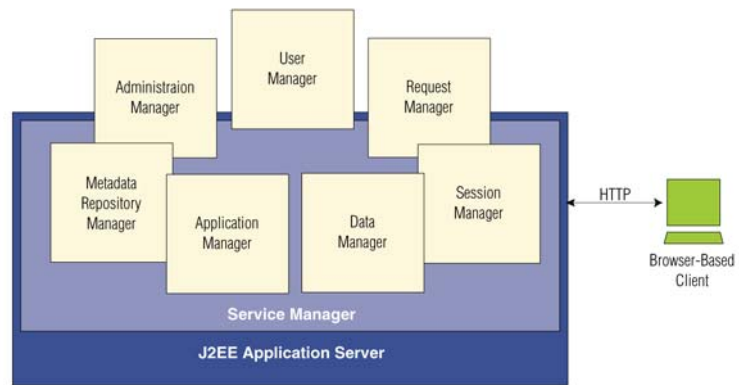 User
Manager
Administraion
Manager
Request
Manager
Metadata
Repository
Manager
Session
Manager
Application
Manager
Data
Manager
HTTP
Browser-Based
Client
Service Manager
J2EE Application Server